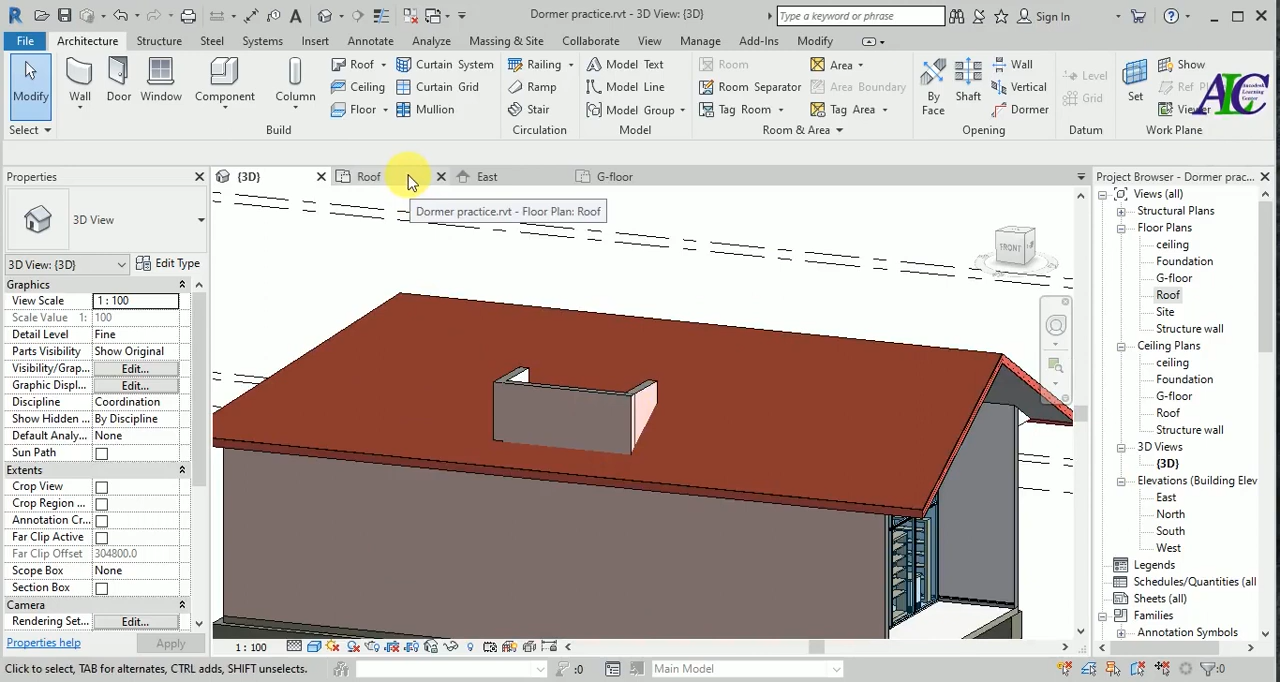 Dormer practice.rvt - 3D View: {3D}
Type a keyword or phrase
Sign In
File
Architecture
Structure
Steel
Systems
Insert
Annotate
Analyze
Massing & Site
Collaborate
View
Manage
Add-Ins
Modify
Modify
Wall
Door
Window
Component
Column
Roof
Ceiling
Floor
Curtain System
Curtain Grid
Mullion
Railing
Ramp
Stair
Model Text
Model Line
Model Group
Room
Room Separator
Tag Room
Area
Area Boundary
Tag Area
By Face
Shaft
Wall
Vertical
Dormer
Level
Grid
Set
Show
Ref
Viewer
ALC
Select
Build
Circulation
Model
Room & Area
Opening
Datum
Work Plane
Properties
{3D}
Roof
East
G-floor
Project Browser - Dormer prac...
Dormer practice.rvt - Floor Plan: Roof
3D View
3D View: {3D}
Edit Type
Graphics
View Scale 1 : 100
Scale Value 1: 100
Detail Level Fine
Parts Visibility Show Original
Visibility/Grap... Edit...
Graphic Displ... Edit...
Discipline Coordination
Show Hidden ... By Discipline
Default Analy... None
Sun Path
Extents
Crop View
Crop Region ...
Annotation Cr...
Far Clip Active
Far Clip Offset 304800.0
Scope Box None
Section Box
Camera
Rendering Set... Edit...
Properties help
Apply
FRONT
Views (all)
Structural Plans
Floor Plans
ceiling
Foundation
G-floor
Roof
Site
Structure wall
Ceiling Plans
ceiling
Foundation
G-floor
Roof
Structure wall
3D Views
{3D}
Elevations (Building Elev
East
North
South
West
Legends
Schedules/Quantities (all
Sheets (all)
Families
Annotation Symbols
1 : 100
Click to select, TAB for alternates, CTRL adds, SHIFT unselects.
:0
Main Model
:0